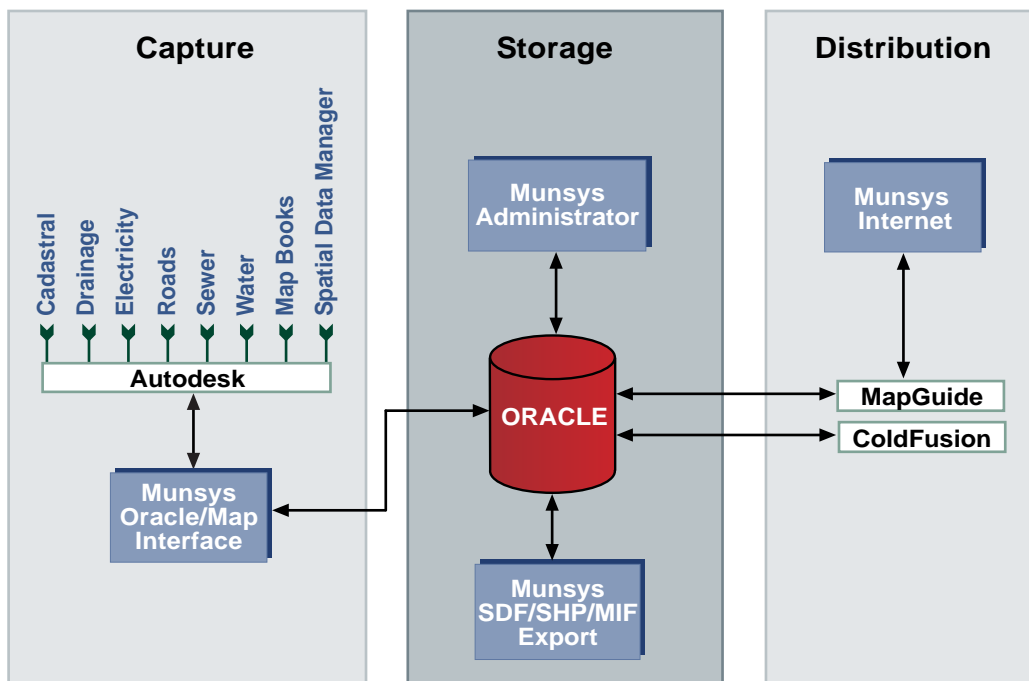 Capture
Cadastral
Drainage
Electricity
Roads
Sewer
Water
Map Books
Spatial Data Manager
Autodesk
Munsys
Oracle/Map
Interface
Storage
Munsys
Administrator
ORACLE
Munsys
SDF/SHP/MIF
Export
Distribution
Munsys
Internet
MapGuide
ColdFusion